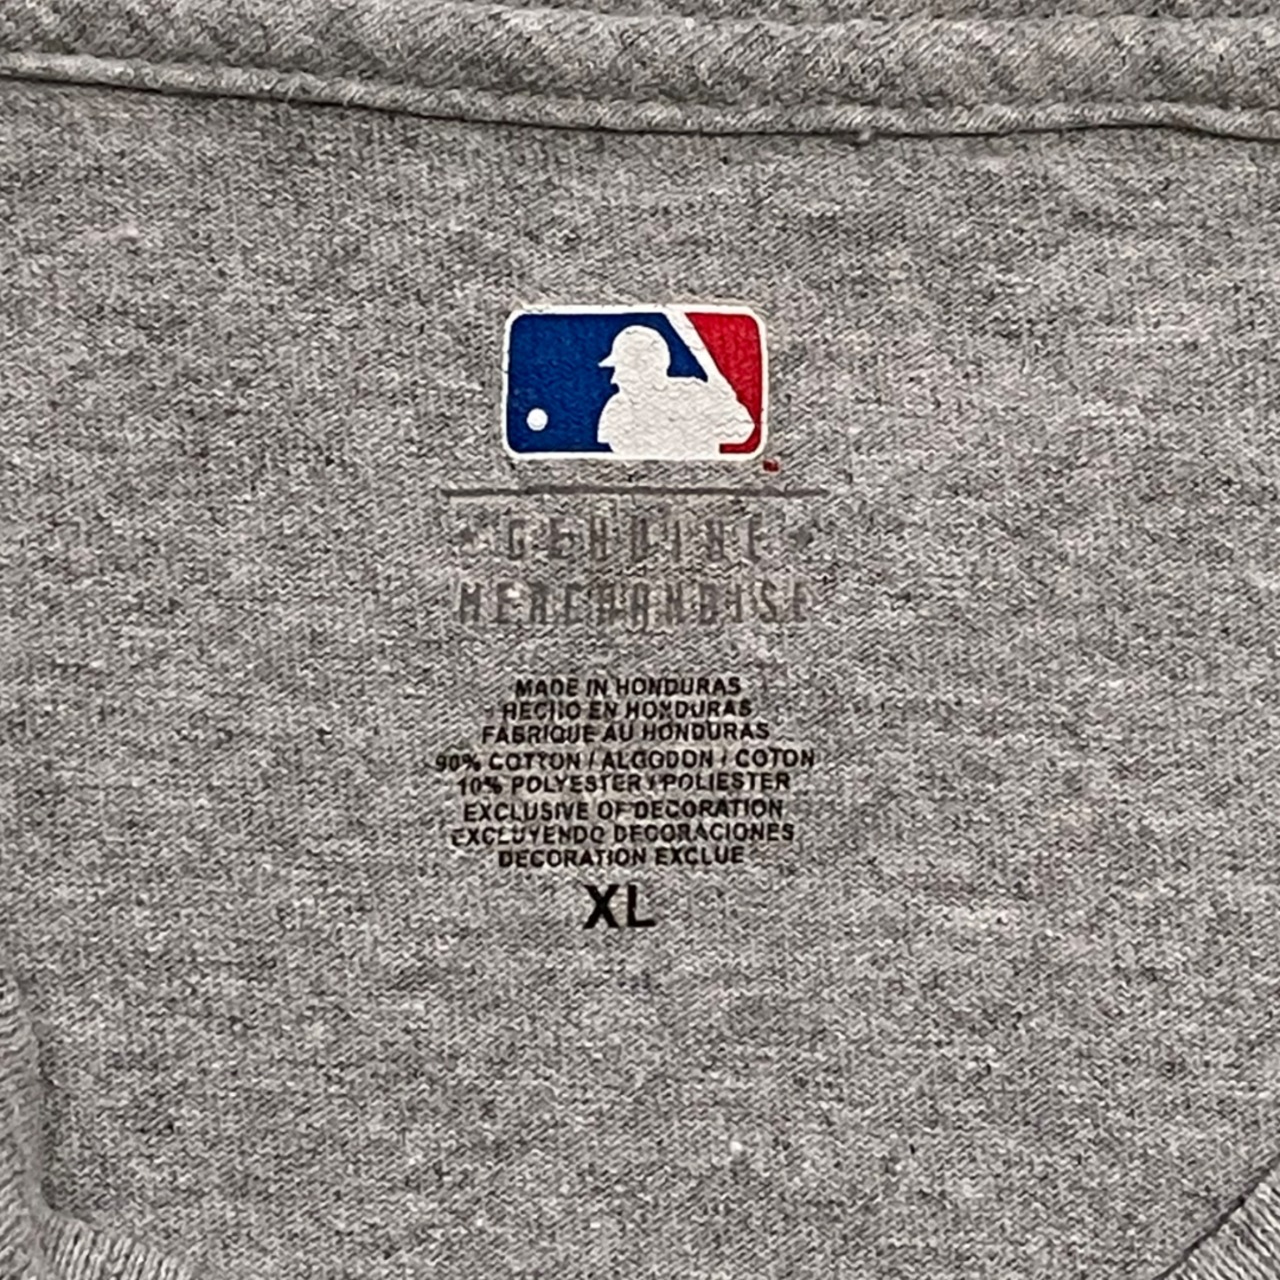 GENUINE
MERCHANDISE
MADE IN HONDURAS
HECHO EN HONDURAS
FABRIQUE AU HONDURAS
90% COTTON / ALGODON / COTON
10% POLYESTER / POLIESTER
EXCLUSIVE OF DECORATION
EXCLUYENDO DECORACIONES
DECORATION EXCLUE
XL